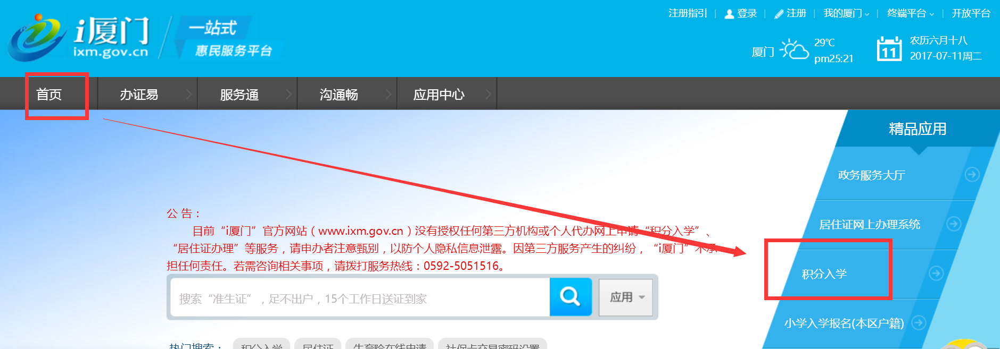 注册指引 | 登录 | 注册 | 我的厦门 | 终端平台 | 开放平台
i厦门
ixm.gov.cn
一站式
惠民服务平台
厦门
29℃
pm25:21
11
农历六月十八
2017-07-11周二
首页
办证易
服务通
沟通畅
应用中心
精品应用
政务服务大厅
居住证网上办理系统
积分入学
小学入学报名(本区户籍)
公 告：
目前“i厦门”官方网站（www.ixm.gov.cn）没有授权任何第三方机构或个人代办网上申请“积分入学”、
“居住证办理”等服务，请申办者注意甄别，以防个人隐私信息泄露。因第三方服务产生的纠纷，“i厦门”不承
担任何责任。若需咨询相关事项，请拨打服务热线：0592-5051516。
搜索“准生证”，足不出户，15个工作日送证到家
应用
热门搜索： 积分入学 居住证 生育险在线申请 社保卡交易密码设置